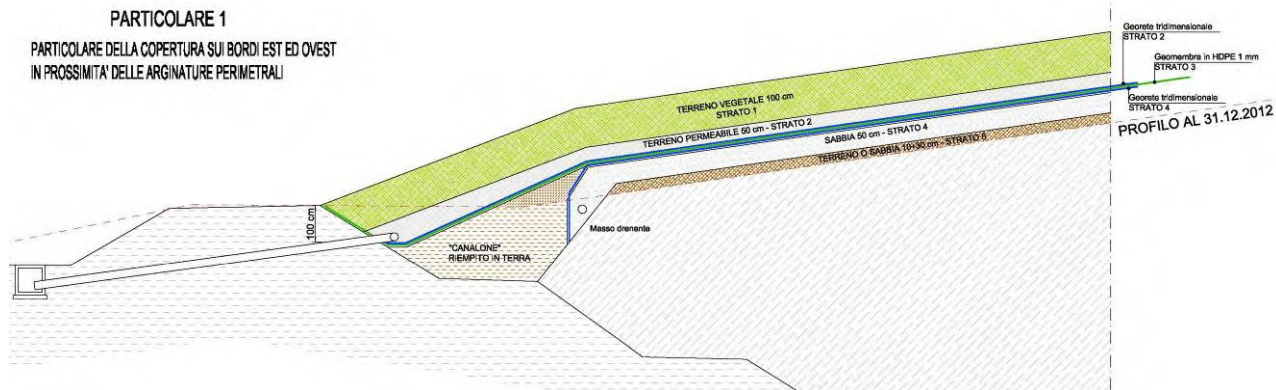 PARTICOLARE 1
PARTICOLARE DELLA COPERTURA SUI BORDI EST ED OVEST
IN PROSSIMITA' DELLE ARGINATURE PERIMETRALI
Georete tridimensionale
STRATO 2
Geomembra in HDPE 1 mm
STRATO 3
Georete tridimensionale
STRATO 4
PROFILO AL 31.12.2012
TERRENO VEGETALE 100 cm
STRATO 1
TERRENO PERMEABILE 50 cm - STRATO 2
SABBIA 50 cm - STRATO 4
TERRENO O SABBIA 10÷30 cm - STRATO 5
100 cm
Masso drenante
"CANALONE"
RIEMPITO IN TERRA